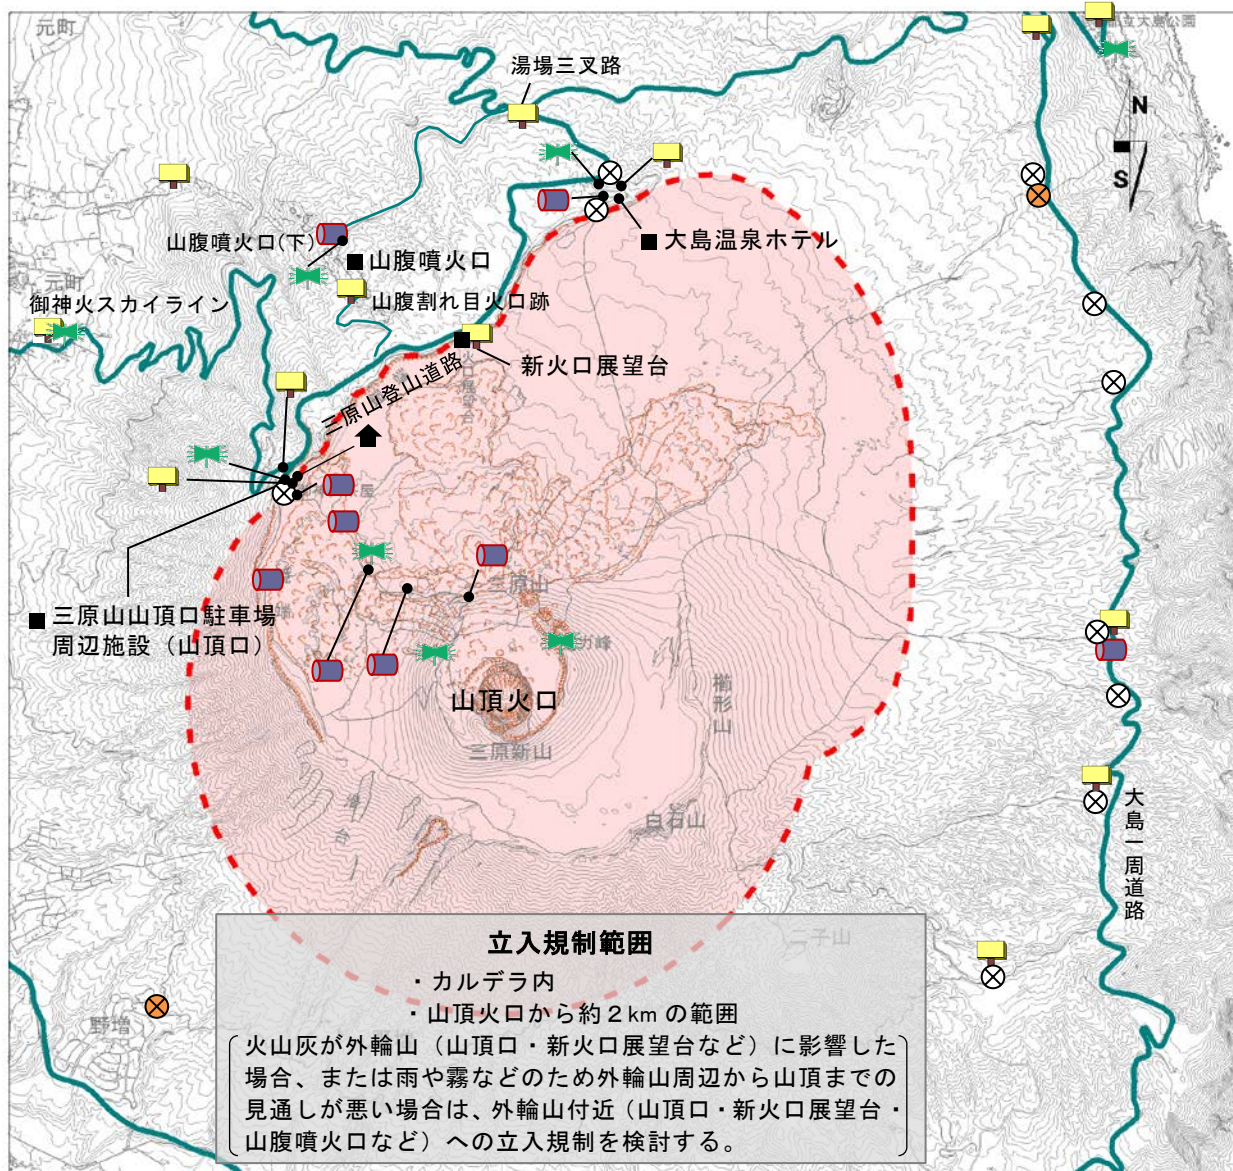 元町
都立大島公園
湯場三叉路
N
S
山腹噴火口(下)
■山腹噴火口
■大島温泉ホテル
元町
御神火スカイライン
山腹割れ目火口跡
新火口展望台
三原山登山道路
■三原山山頂口駐車場
周辺施設（山頂口）
三原山
山頂火口
三原新山
櫛形山
白石山
大島一周道路
二子山
野増
立入規制範囲
・カルデラ内
・山頂火口から約２kmの範囲
火山灰が外輪山（山頂口・新火口展望台など）に影響した
場合、または雨や霧などのため外輪山周辺から山頂までの
見通しが悪い場合は、外輪山付近（山頂口・新火口展望台・
山腹噴火口など）への立入規制を検討する。